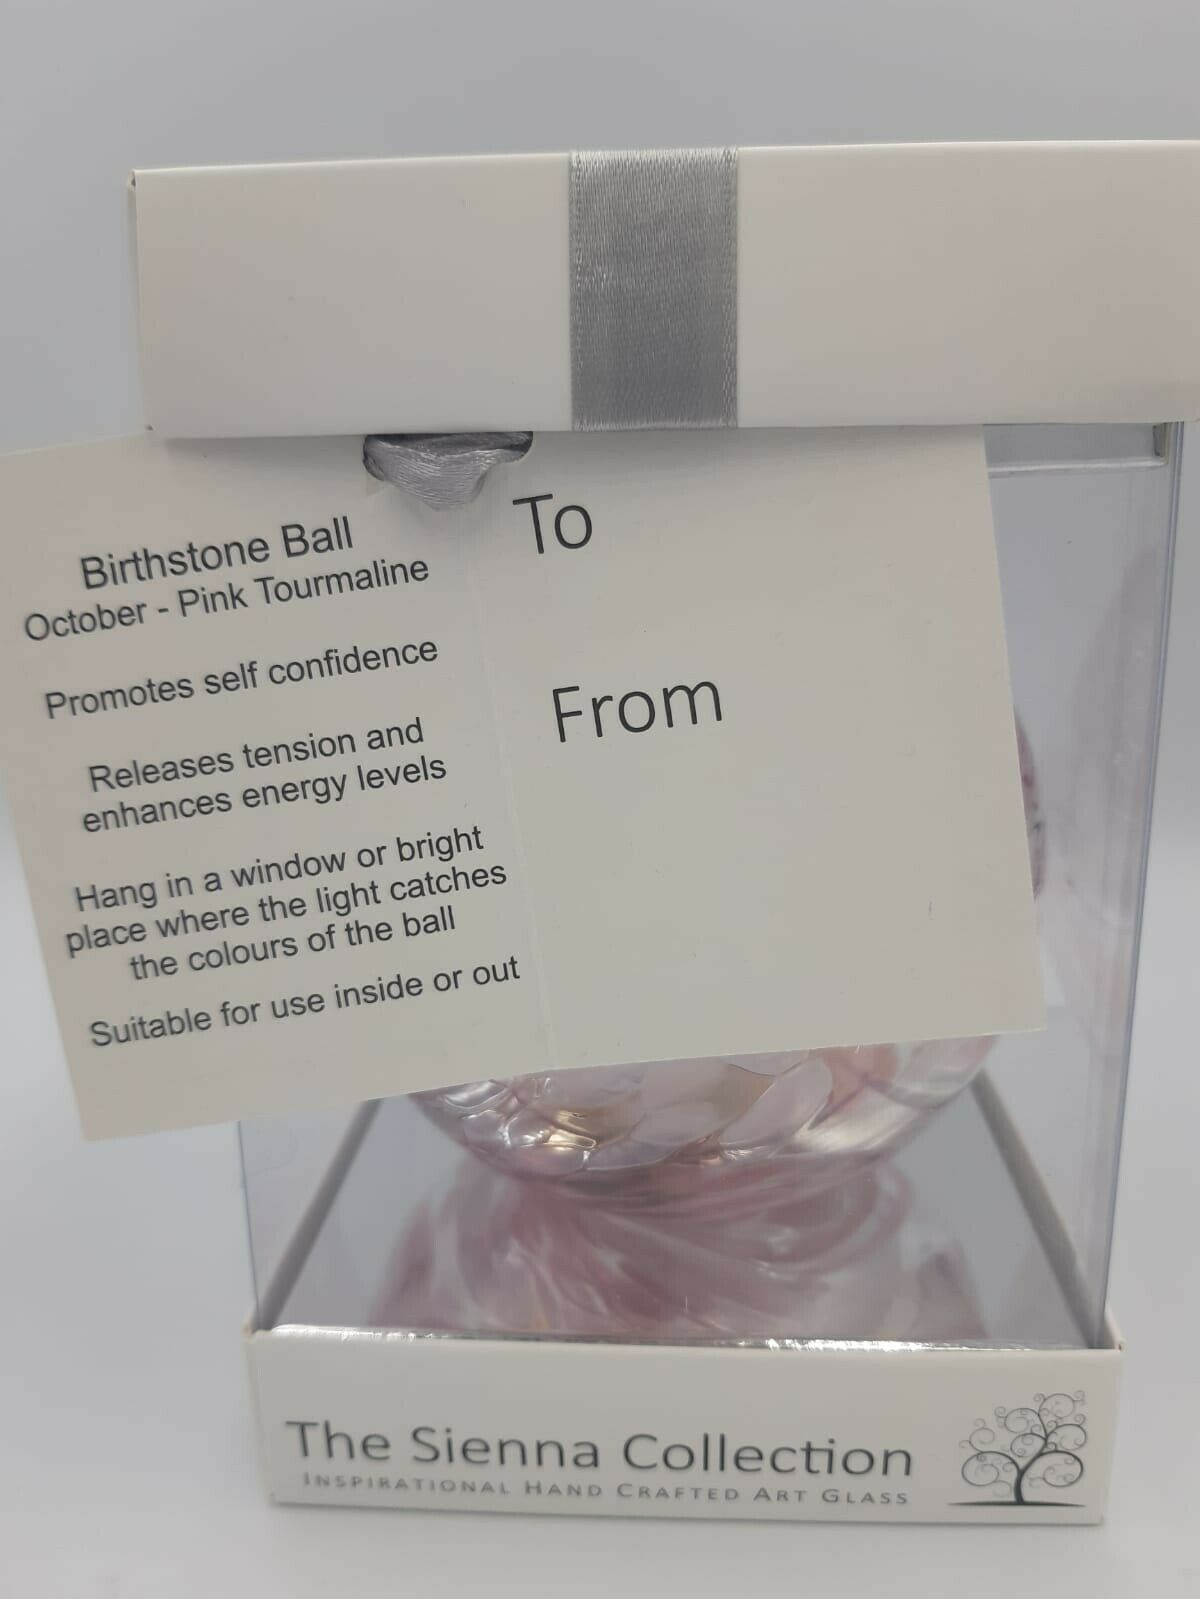 Birthstone Ball
October - Pink Tourmaline
Promotes self confidence
Releases tension and
enhances energy levels
Hang in a window or bright
place where the light catches
the colours of the ball
Suitable for use inside or out
To
From
The Sienna Collection
INSPIRATIONAL HAND CRAFTED ART GLASS